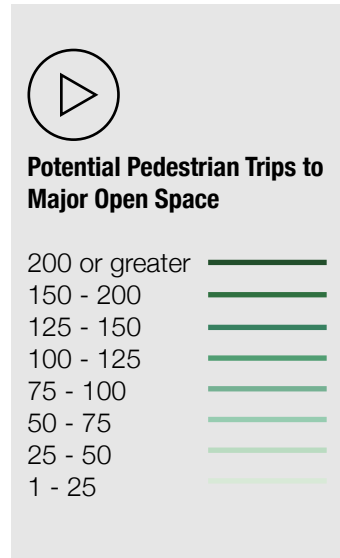 Potential Pedestrian Trips to
Major Open Space
200 or greater
150 - 200
125 - 150
100 - 125
75 - 100
50 - 75
25 - 50
1 - 25